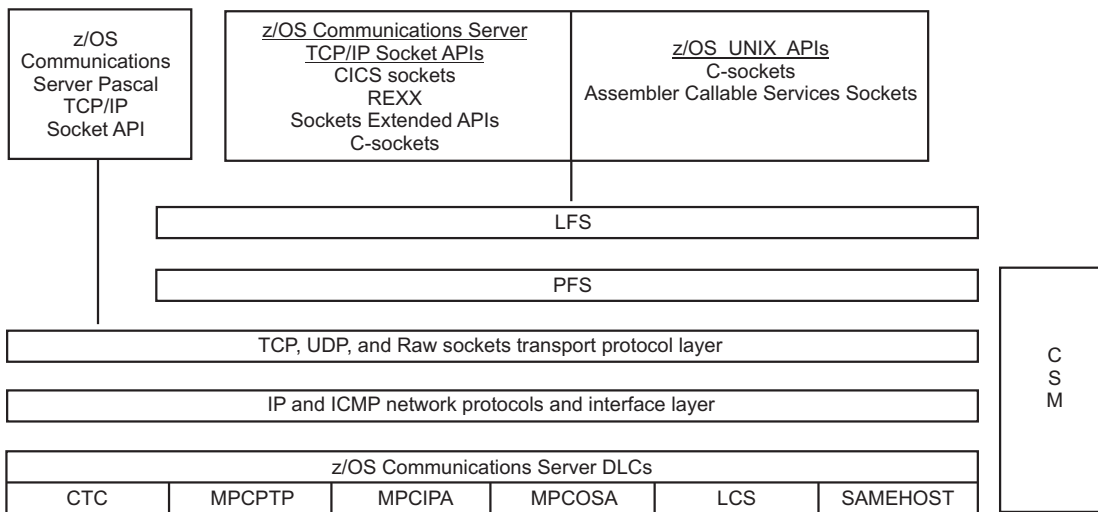 z/OS
Communications
Server Pascal
TCP/IP
Socket API
z/OS Communications Server
TCP/IP Socket APIs
CICS sockets
REXX
Sockets Extended APIs
C-sockets
z/OS UNIX APIs
C-sockets
Assembler Callable Services Sockets
LFS
PFS
TCP, UDP, and Raw sockets transport protocol layer
IP and ICMP network protocols and interface layer
z/OS Communications Server DLCs
CTC
MPCPTP
MPCIPA
MPCOSA
LCS
SAMEHOST
C
S
M